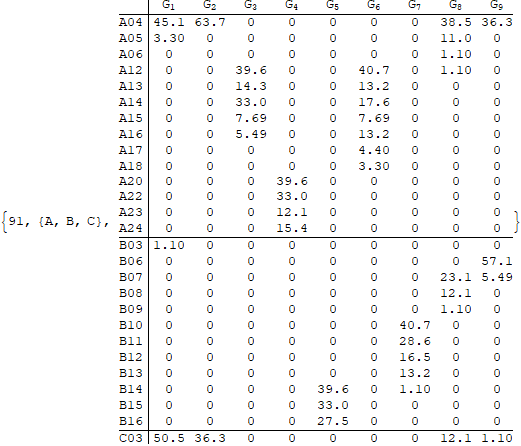 G₁ G₂ G₃ G₄ G₅ G₆ G₇ G₈ G₉
A04 45.1 63.7 0 0 0 0 0 38.5 36.3
A05 3.30 0 0 0 0 0 0 11.0 0
A06 0 0 0 0 0 0 0 1.10 0
A12 0 0 39.6 0 0 40.7 0 1.10 0
A13 0 0 14.3 0 0 13.2 0 0 0
A14 0 0 33.0 0 0 17.6 0 0 0
A15 0 0 7.69 0 0 7.69 0 0 0
A16 0 0 5.49 0 0 13.2 0 0 0
A17 0 0 0 0 0 4.40 0 0 0
A18 0 0 0 0 0 3.30 0 0 0
A20 0 0 0 39.6 0 0 0 0 0
A22 0 0 0 33.0 0 0 0 0 0
A23 0 0 0 12.1 0 0 0 0 0
{91, {A, B, C}, A24 0 0 0 15.4 0 0 0 0 0 }
B03 1.10 0 0 0 0 0 0 0 0
B06 0 0 0 0 0 0 0 0 57.1
B07 0 0 0 0 0 0 0 23.1 5.49
B08 0 0 0 0 0 0 0 12.1 0
B09 0 0 0 0 0 0 0 1.10 0
B10 0 0 0 0 0 0 40.7 0 0
B11 0 0 0 0 0 0 28.6 0 0
B12 0 0 0 0 0 0 16.5 0 0
B13 0 0 0 0 0 0 13.2 0 0
B14 0 0 0 0 39.6 0 1.10 0 0
B15 0 0 0 0 33.0 0 0 0 0
B16 0 0 0 0 27.5 0 0 0 0
C03 50.5 36.3 0 0 0 0 0 12.1 1.10